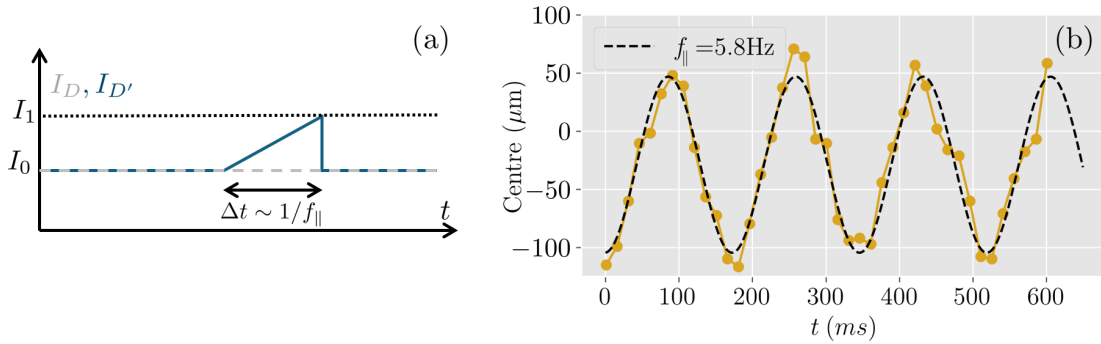 (a)
I_D, I_{D'}
I_1
I_0
Δt ∼ 1/f_∥
t
(b)
f_∥ =5.8Hz
Centre (μm)
100
50
0
−50
−100
0 100 200 300 400 500 600
t (ms)